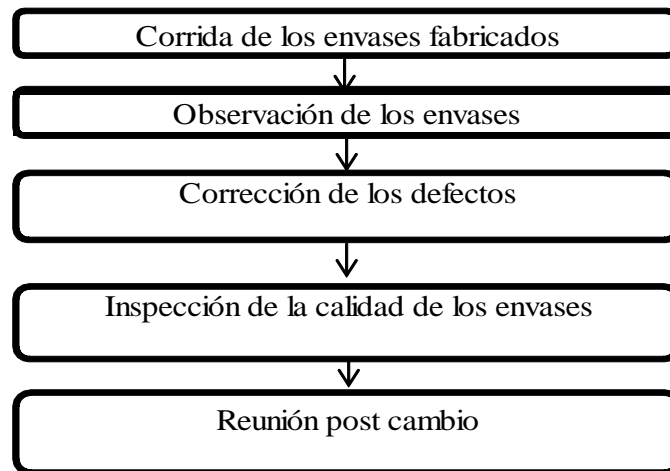 Corrida de los envases fabricados
Observación de los envases
Corrección de los defectos
Inspección de la calidad de los envases
Reunión post cambio